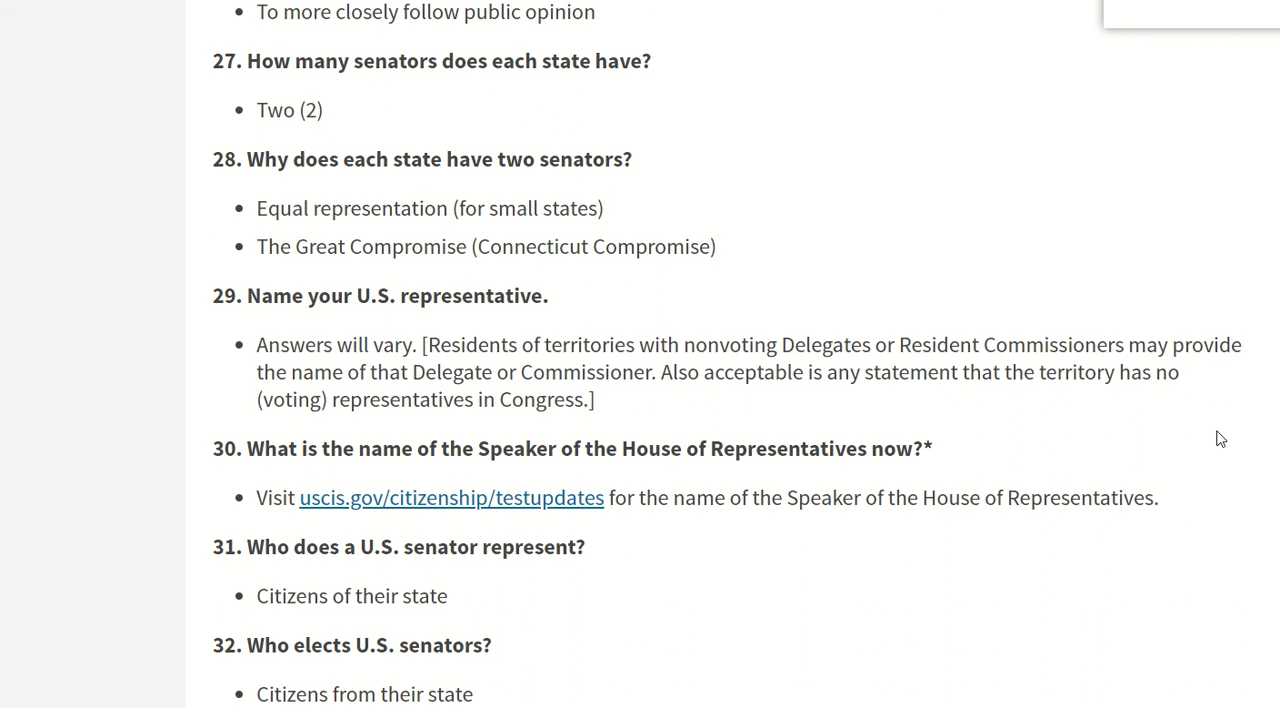 • To more closely follow public opinion
27. How many senators does each state have?
• Two (2)
28. Why does each state have two senators?
• Equal representation (for small states)
• The Great Compromise (Connecticut Compromise)
29. Name your U.S. representative.
• Answers will vary. [Residents of territories with nonvoting Delegates or Resident Commissioners may provide
the name of that Delegate or Commissioner. Also acceptable is any statement that the territory has no
(voting) representatives in Congress.]
30. What is the name of the Speaker of the House of Representatives now?*
• Visit uscis.gov/citizenship/testupdates for the name of the Speaker of the House of Representatives.
31. Who does a U.S. senator represent?
• Citizens of their state
32. Who elects U.S. senators?
• Citizens from their state